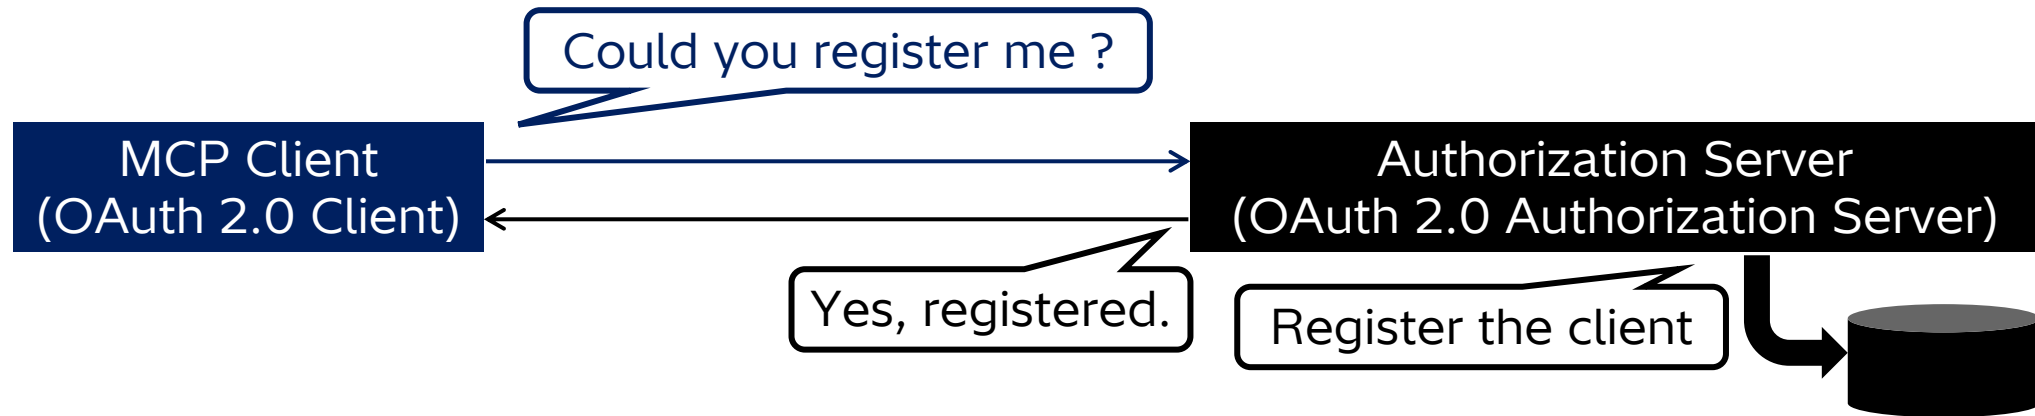 Could you register me ?
MCP Client
(OAuth 2.0 Client)
Authorization Server
(OAuth 2.0 Authorization Server)
Yes, registered.
Register the client